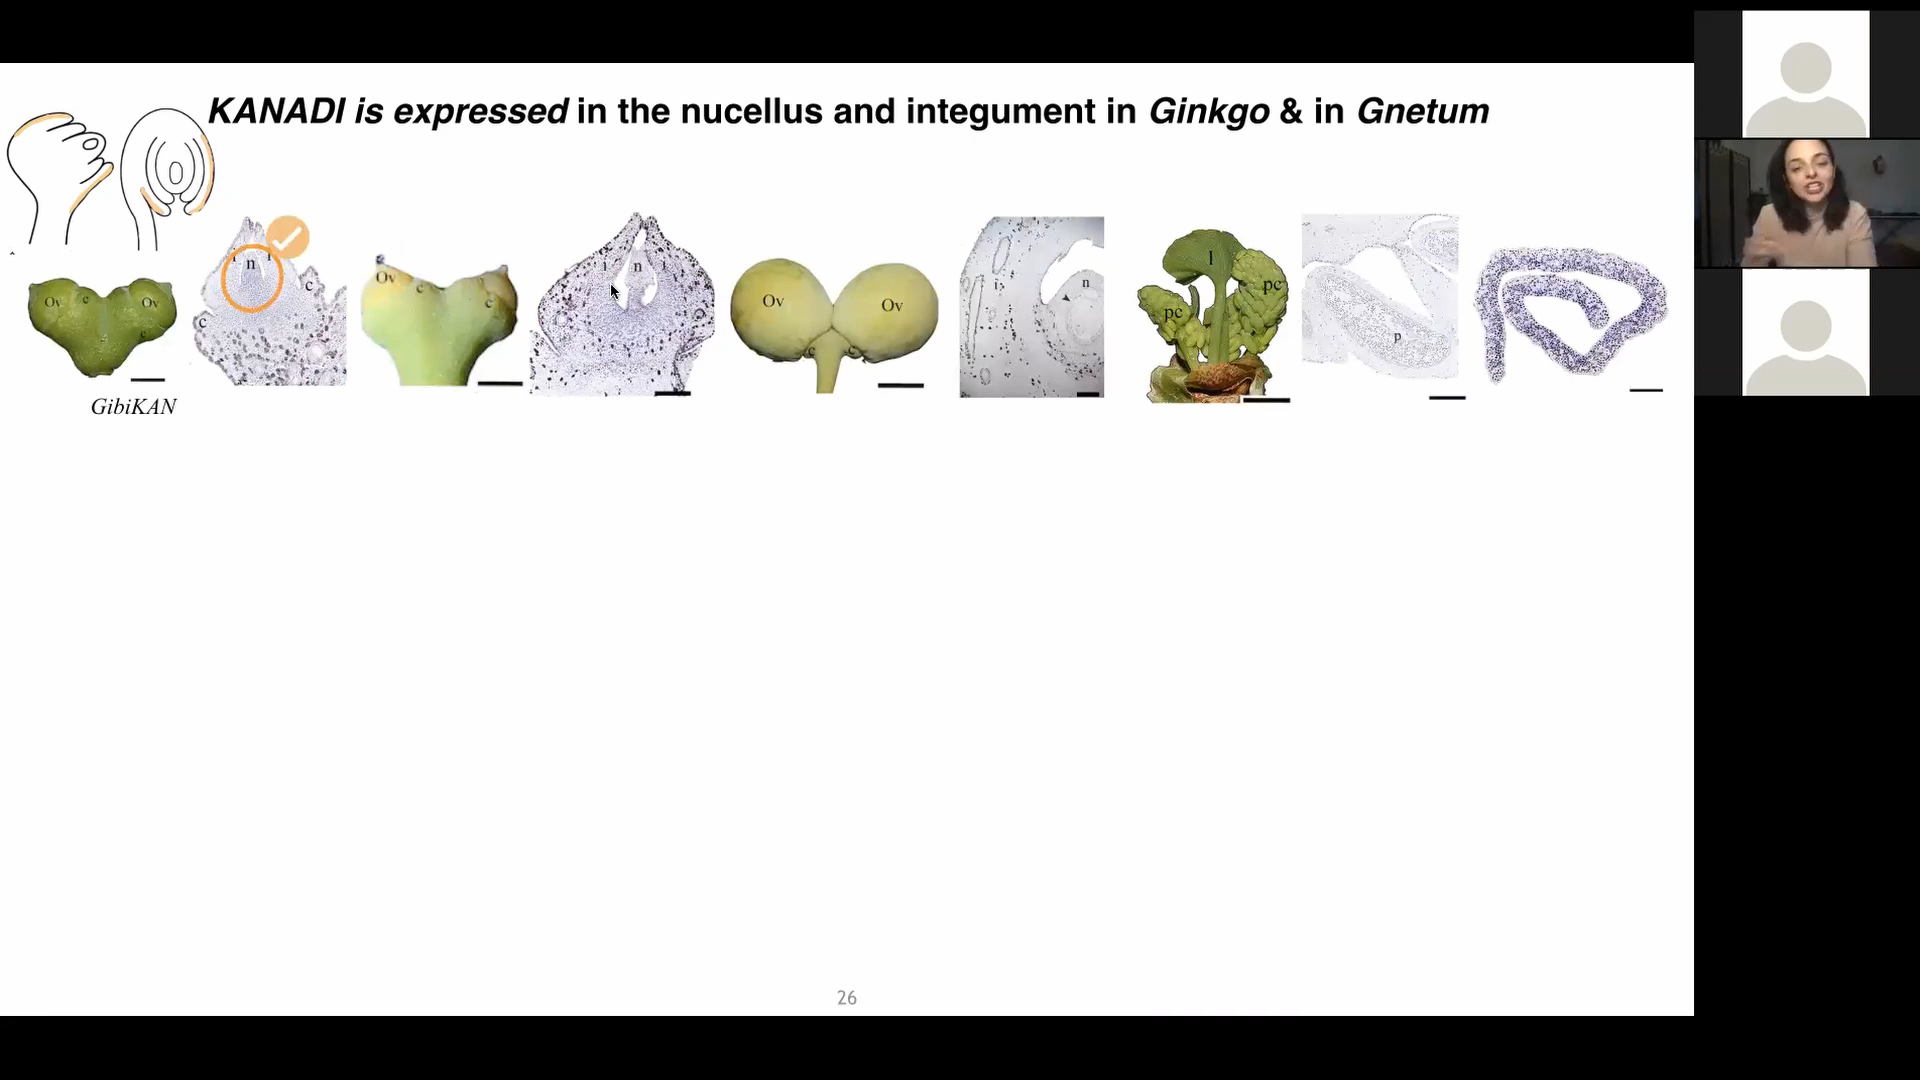 KANADI is expressed in the nucellus and integument in Ginkgo & in Gnetum
Ov c Ov
c
i n i
c
c
Ov c
c
i n i
Ov Ov
c c
i n
l
pc pc
p
GibiKAN
26